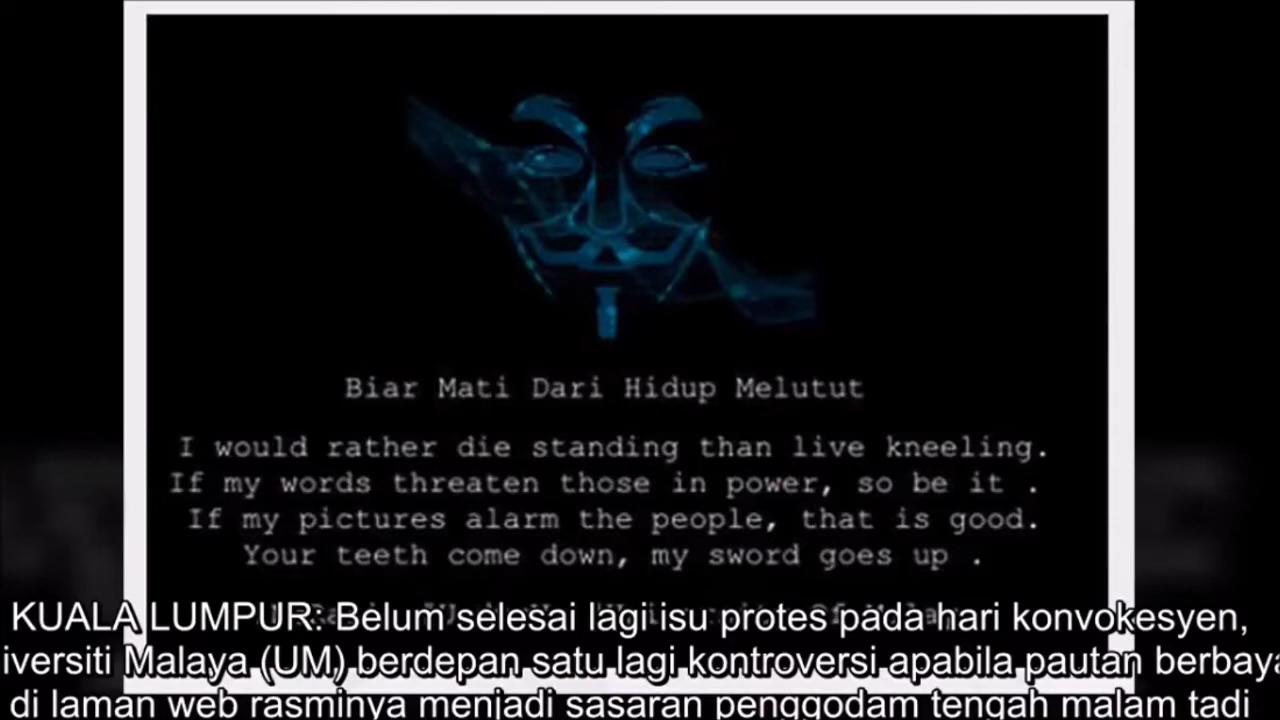 Biar Mati Dari Hidup Melutut
I would rather die standing than live kneeling.
If my words threaten those in power, so be it .
If my pictures alarm the people, that is good.
Your teeth come down, my sword goes up .
KUALA LUMPUR: Belum selesai lagi isu protes pada hari konvokesyen,
iversiti Malaya (UM) berdepan satu lagi kontroversi apabila pautan berbaya
di laman web rasminya menjadi sasaran penggodam tengah malam tadi